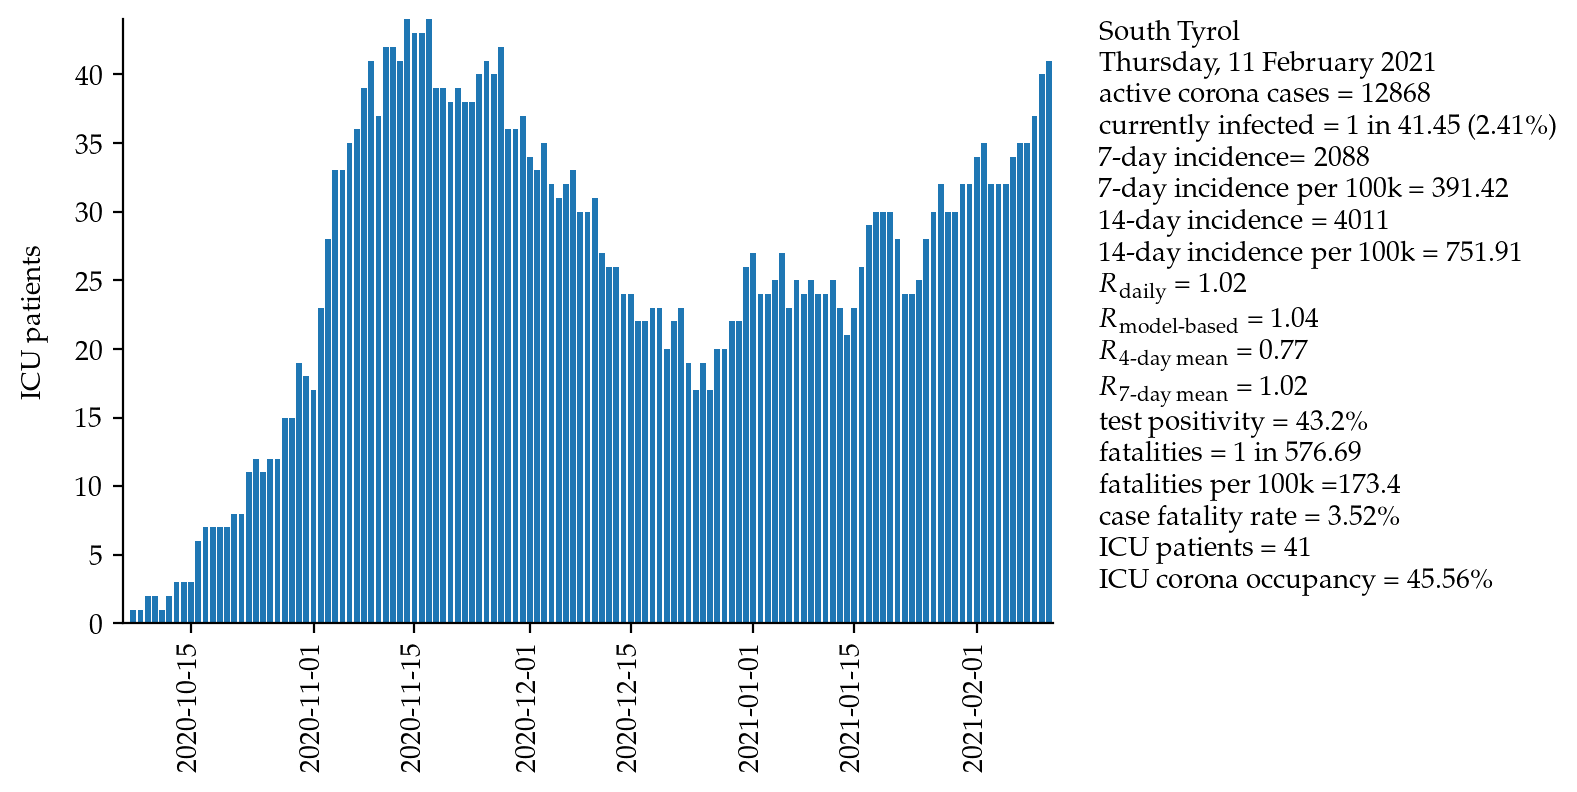 40
35
30
25
20
15
10
5
0
ICU patients
2020-10-15
2020-11-01
2020-11-15
2020-12-01
2020-12-15
2021-01-01
2021-01-15
2021-02-01
South Tyrol
Thursday, 11 February 2021
active corona cases = 12868
currently infected = 1 in 41.45 (2.41%)
7-day incidence= 2088
7-day incidence per 100k = 391.42
14-day incidence = 4011
14-day incidence per 100k = 751.91
R daily = 1.02
R model-based = 1.04
R 4-day mean = 0.77
R 7-day mean = 1.02
test positivity = 43.2%
fatalities = 1 in 576.69
fatalities per 100k =173.4
case fatality rate = 3.52%
ICU patients = 41
ICU corona occupancy = 45.56%